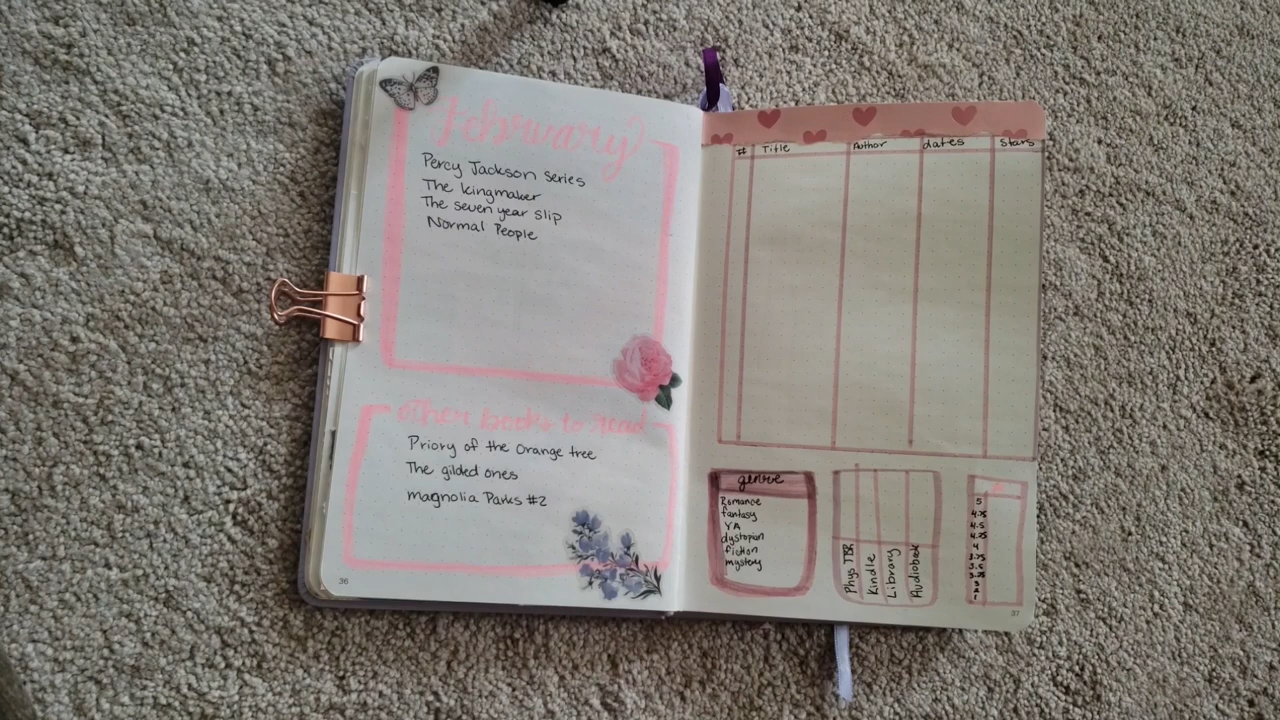 February
Percy Jackson series
The kingmaker
The seven year slip
Normal People
other books to read
Priory of the Orange tree
The gilded ones
magnolia Parks #2
36
# Title Author dates Stars
genre
Romance
fantasy
YA
dystopian
fiction
mystery
Phys TBR
Kindle
Library
Audiobook
5
4.75
4.5
4.25
4
3.75
3.5
3.25
3
2
1
37